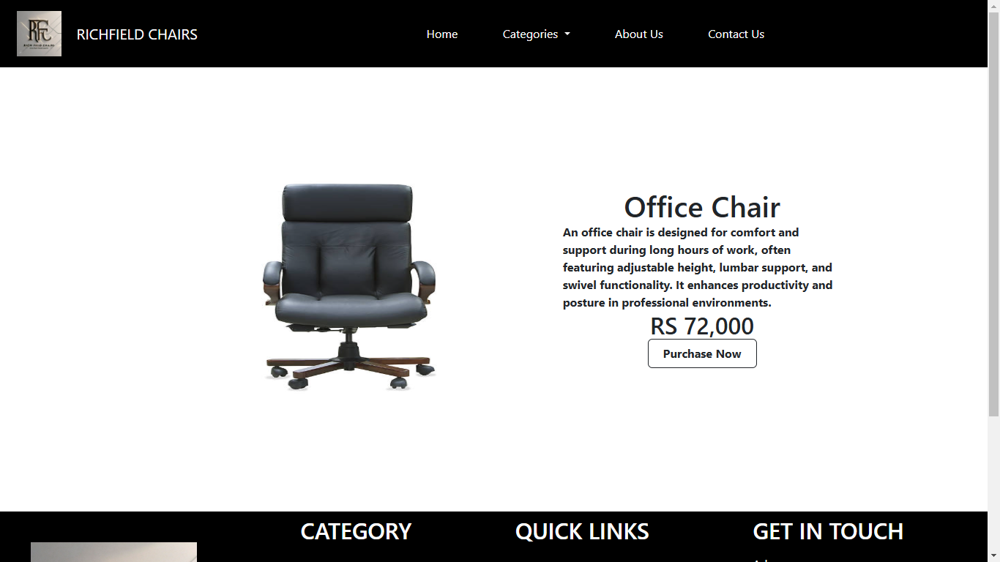 RFC
RICHFIELD CHAIRS
Home
Categories
About Us
Contact Us
Office Chair
An office chair is designed for comfort and
support during long hours of work, often
featuring adjustable height, lumbar support, and
swivel functionality. It enhances productivity and
posture in professional environments.
RS 72,000
Purchase Now
CATEGORY
QUICK LINKS
GET IN TOUCH